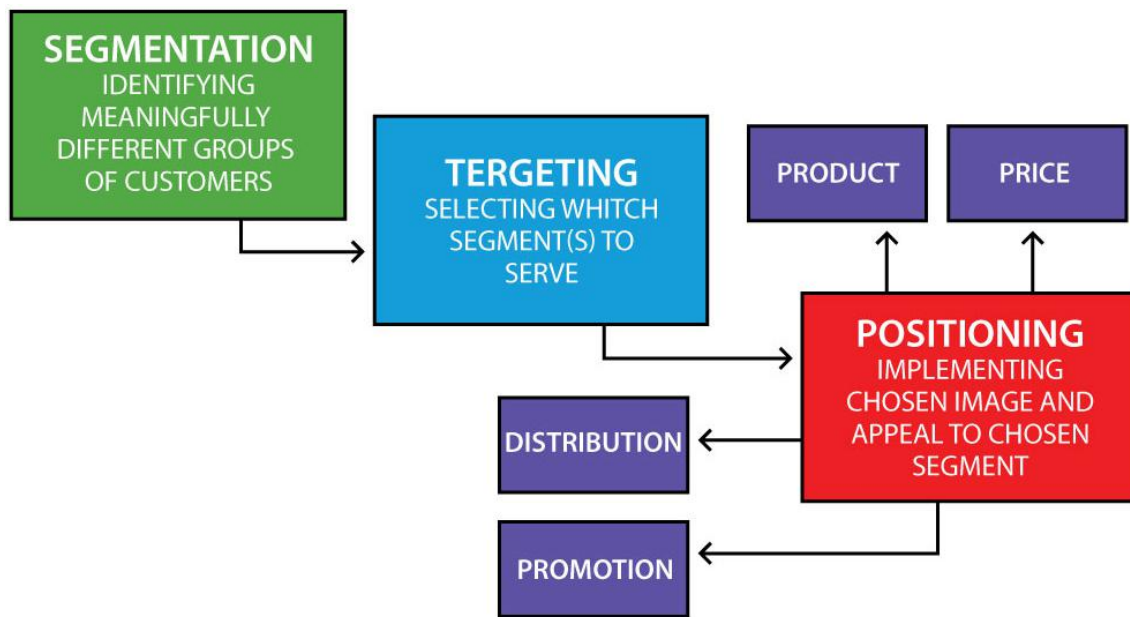 SEGMENTATION
IDENTIFYING
MEANINGFULLY
DIFFERENT GROUPS
OF CUSTOMERS
TERGETING
SELECTING WHITCH
SEGMENT(S) TO
SERVE
PRODUCT
PRICE
POSITIONING
IMPLEMENTING
CHOSEN IMAGE AND
APPEAL TO CHOSEN
SEGMENT
DISTRIBUTION
PROMOTION